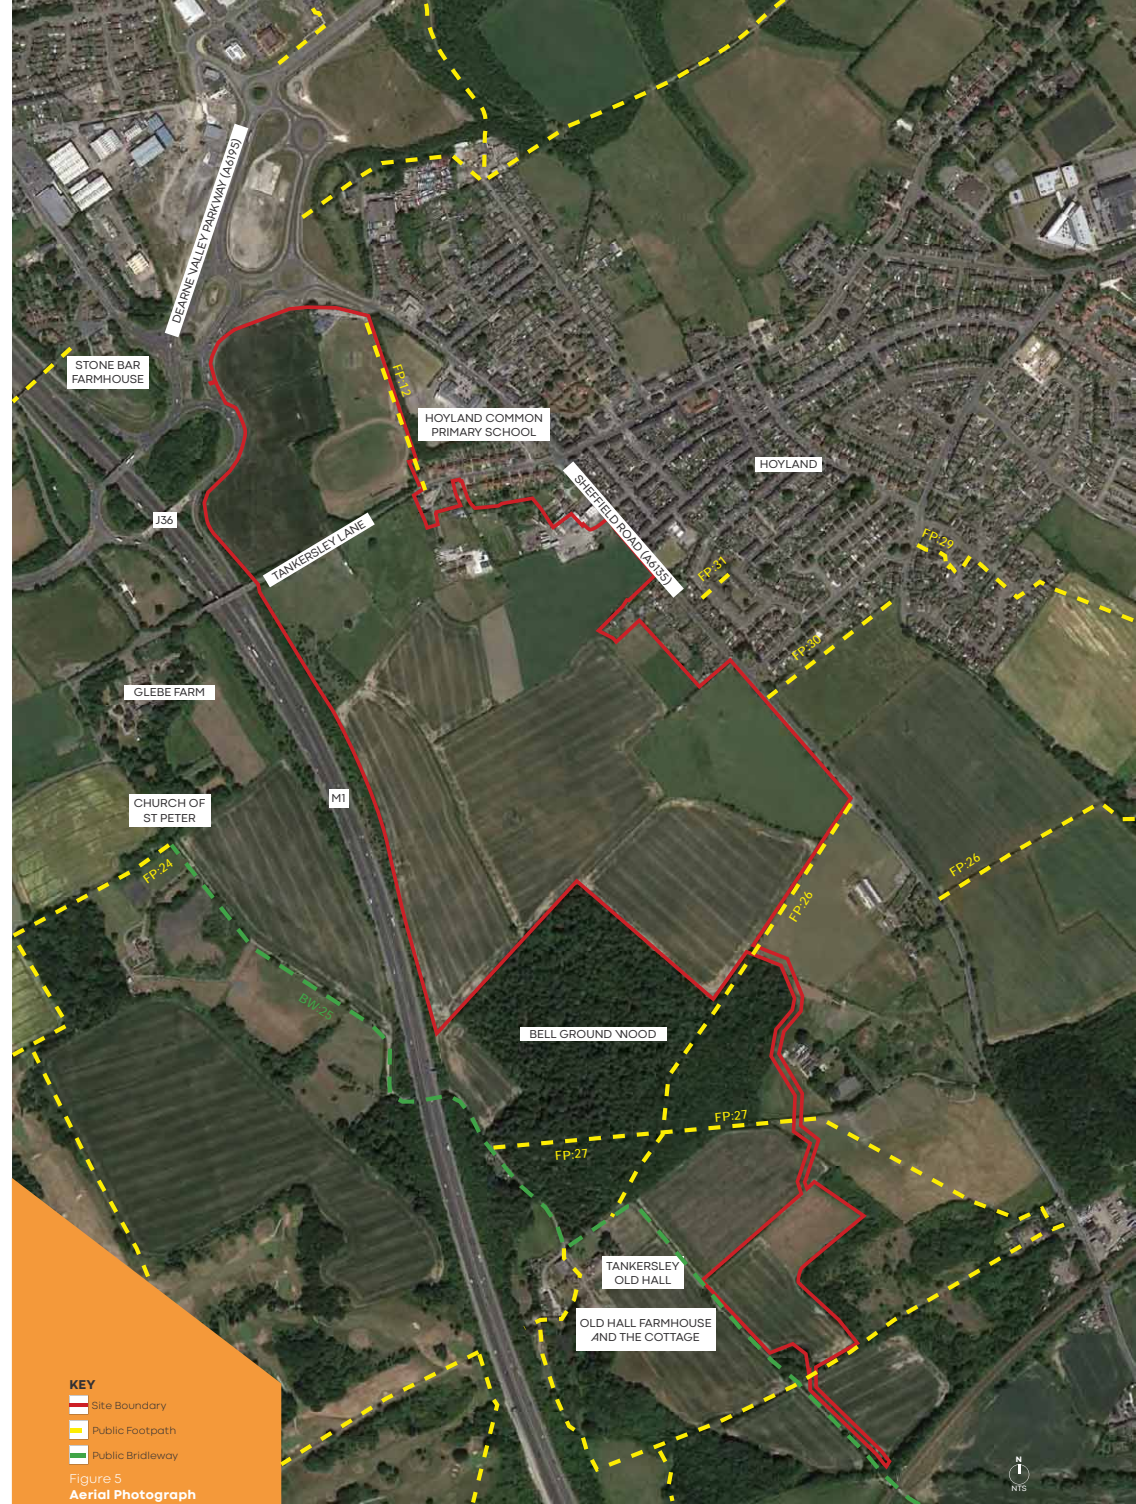 DEARNE VALLEY PARKWAY (A6195)
STONE BAR
FARMHOUSE
FP:12
HOYLAND COMMON
PRIMARY SCHOOL
HOYLAND
SHEFFIELD ROAD (A6135)
J36
TANKERSLEY LANE
FP:31
FP:29
FP:30
GLEBE FARM
M1
CHURCH OF
ST PETER
FP:24
FP:26
FP:26
BW:25
BELL GROUND WOOD
FP:27
FP:27
TANKERSLEY
OLD HALL
OLD HALL FARMHOUSE
AND THE COTTAGE
KEY
Site Boundary
Public Footpath
Public Bridleway
Figure 5
Aerial Photograph
N
NTS